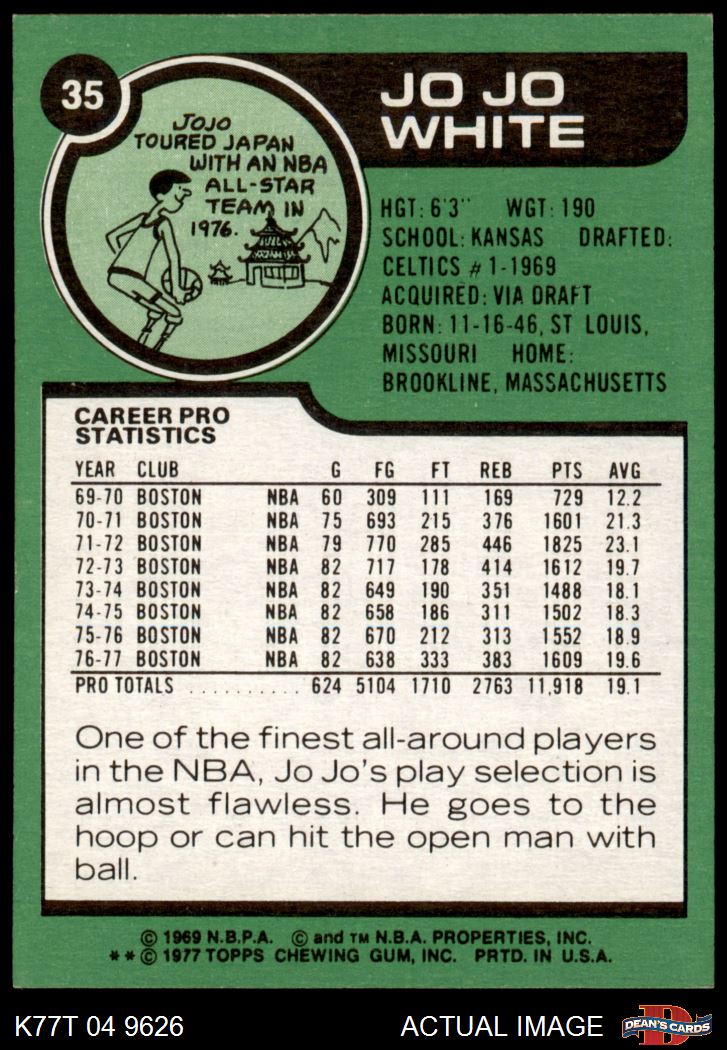 35
JO JO
WHITE
JOJO
TOURED JAPAN
WITH AN NBA
ALL-STAR
TEAM IN
1976.
HGT: 6'3" WGT: 190
SCHOOL: KANSAS DRAFTED:
CELTICS #1-1969
ACQUIRED: VIA DRAFT
BORN: 11-16-46, ST LOUIS,
MISSOURI HOME:
BROOKLINE, MASSACHUSETTS
CAREER PRO
STATISTICS
YEAR CLUB G FG FT REB PTS AVG
69-70 BOSTON NBA 60 309 111 169 729 12.2
70-71 BOSTON NBA 75 693 215 376 1601 21.3
71-72 BOSTON NBA 79 770 285 446 1825 23.1
72-73 BOSTON NBA 82 717 178 414 1612 19.7
73-74 BOSTON NBA 82 649 190 351 1488 18.1
74-75 BOSTON NBA 82 658 186 311 1502 18.3
75-76 BOSTON NBA 82 670 212 313 1552 18.9
76-77 BOSTON NBA 82 638 333 383 1609 19.6
PRO TOTALS .......... 624 5104 1710 2763 11,918 19.1
One of the finest all-around players
in the NBA, Jo Jo's play selection is
almost flawless. He goes to the
hoop or can hit the open man with
ball.
© 1969 N.B.P.A. © and TM N.B.A. PROPERTIES, INC.
**© 1977 TOPPS CHEWING GUM, INC. PRTD. IN U.S.A.
K77T 04 9626 ACTUAL IMAGE
D
DEAN'S CARDS